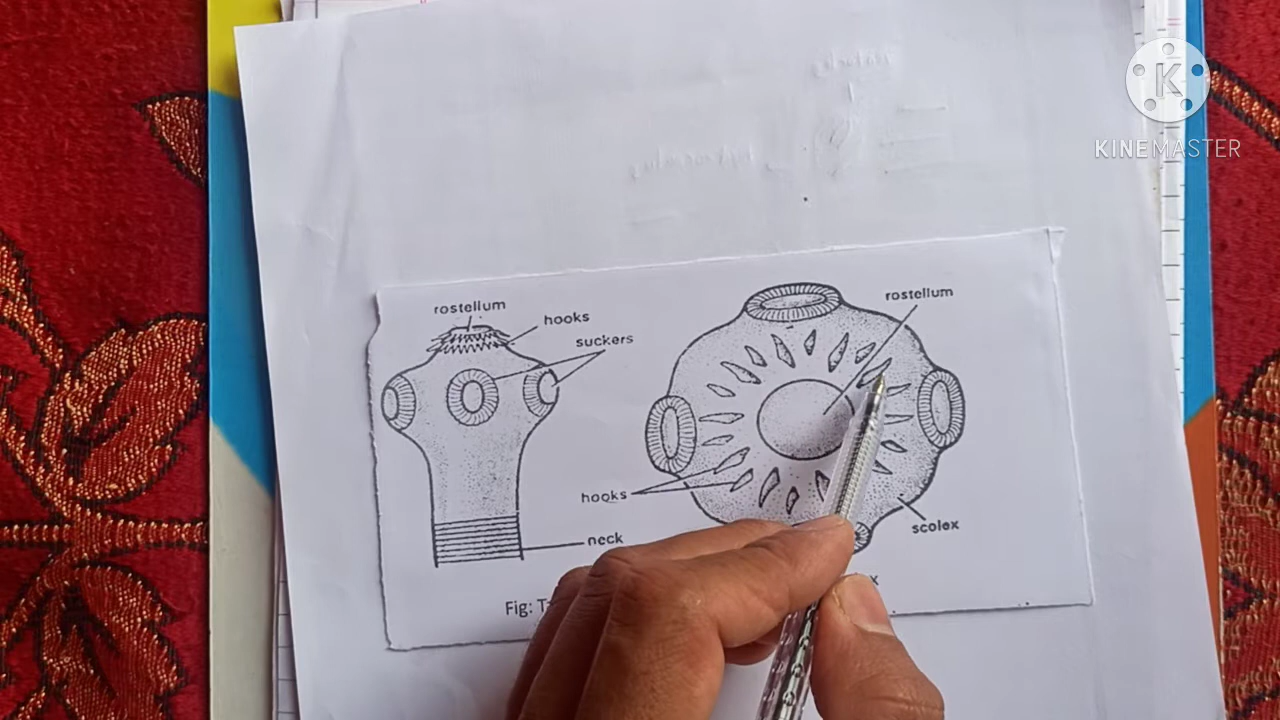 KINEMASTER
rostellum
hooks
suckers
neck
Fig: T
rostellum
hooks
scolex
x